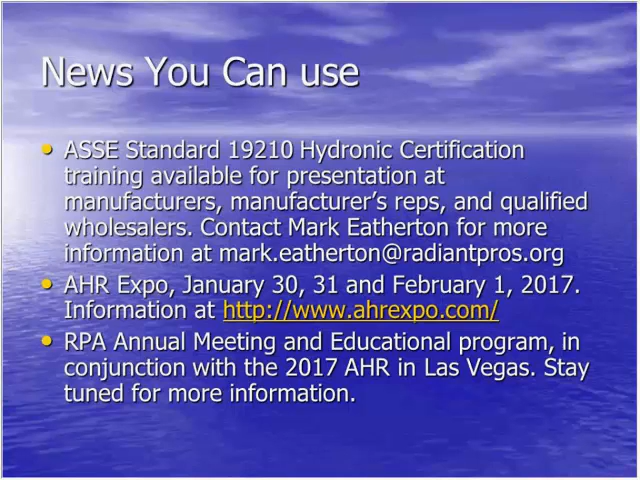 News You Can use
• ASSE Standard 19210 Hydronic Certification
training available for presentation at
manufacturers, manufacturer's reps, and qualified
wholesalers. Contact Mark Eatherton for more
information at mark.eatherton@radiantpros.org
• AHR Expo, January 30, 31 and February 1, 2017.
Information at http://www.ahrexpo.com/
• RPA Annual Meeting and Educational program, in
conjunction with the 2017 AHR in Las Vegas. Stay
tuned for more information.